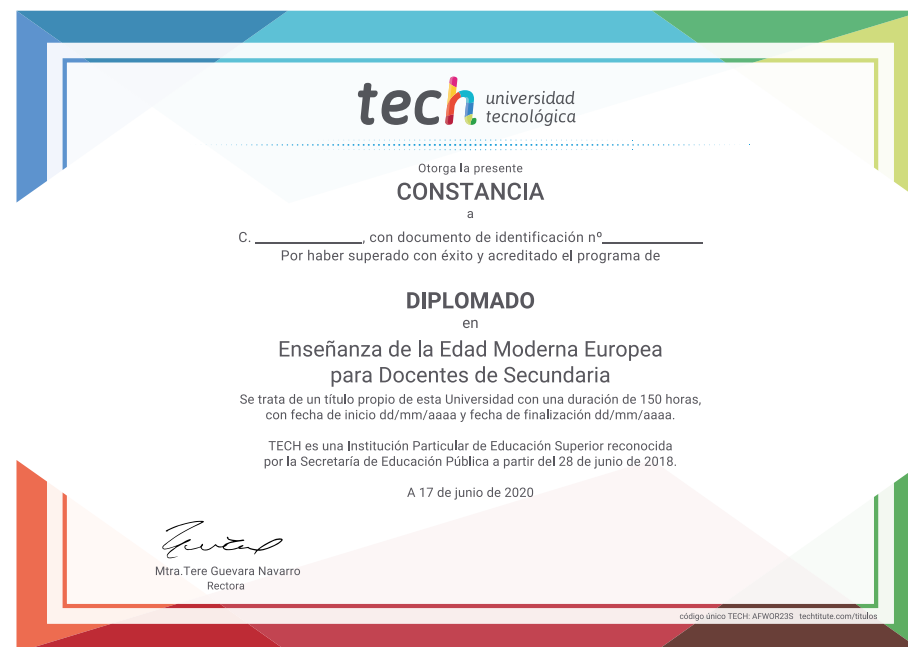 tech universidad
tecnológica
Otorga la presente
CONSTANCIA
a
C. ____________, con documento de identificación nº____________
Por haber superado con éxito y acreditado el programa de
DIPLOMADO
en
Enseñanza de la Edad Moderna Europea
para Docentes de Secundaria
Se trata de un título propio de esta Universidad con una duración de 150 horas,
con fecha de inicio dd/mm/aaaa y fecha de finalización dd/mm/aaaa.
TECH es una Institución Particular de Educación Superior reconocida
por la Secretaría de Educación Pública a partir del 28 de junio de 2018.
A 17 de junio de 2020
Mtra.Tere Guevara Navarro
Rectora
código único TECH: AFWOR23S techtitute.com/titulos